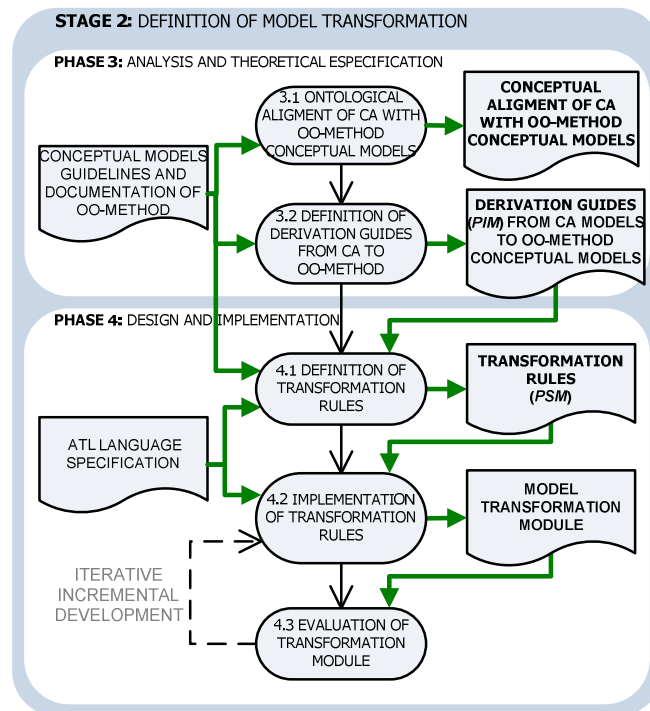 STAGE 2: DEFINITION OF MODEL TRANSFORMATION
PHASE 3: ANALYSIS AND THEORETICAL ESPECIFICATION
3.1 ONTOLOGICAL
ALIGMENT OF CA WITH
OO-METHOD
CONCEPTUAL MODELS
CONCEPTUAL
ALIGMENT OF CA
WITH OO-METHOD
CONCEPTUAL MODELS
CONCEPTUAL MODELS
GUIDELINES AND
DOCUMENTATION OF
OO-METHOD
3.2 DEFINITION OF
DERIVATION GUIDES
FROM CA TO
OO-METHOD
DERIVATION GUIDES
(PIM) FROM CA MODELS
TO OO-METHOD
CONCEPTUAL MODELS
PHASE 4: DESIGN AND IMPLEMENTATION
4.1 DEFINITION OF
TRANSFORMATION
RULES
TRANSFORMATION
RULES
(PSM)
ATL LANGUAGE
SPECIFICATION
4.2 IMPLEMENTATION
OF TRANSFORMATION
RULES
MODEL
TRANSFORMATION
MODULE
ITERATIVE
INCREMENTAL
DEVELOPMENT
4.3 EVALUATION OF
TRANSFORMATION
MODULE